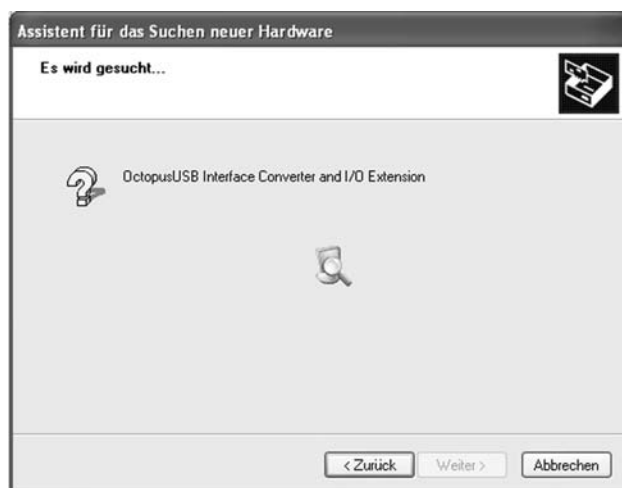 Assistent für das Suchen neuer Hardware
Es wird gesucht...
OctopusUSB Interface Converter and I/O Extension
< Zurück
Weiter >
Abbrechen